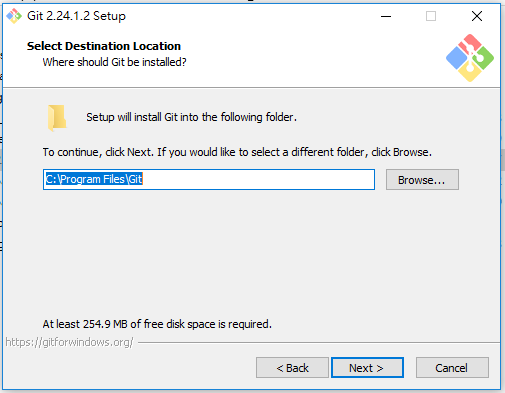 Git 2.24.1.2 Setup
Select Destination Location
Where should Git be installed?
Setup will install Git into the following folder.
To continue, click Next. If you would like to select a different folder, click Browse.
C:\Program Files\Git
Browse...
At least 254.9 MB of free disk space is required.
https://gitforwindows.org/
< Back
Next >
Cancel